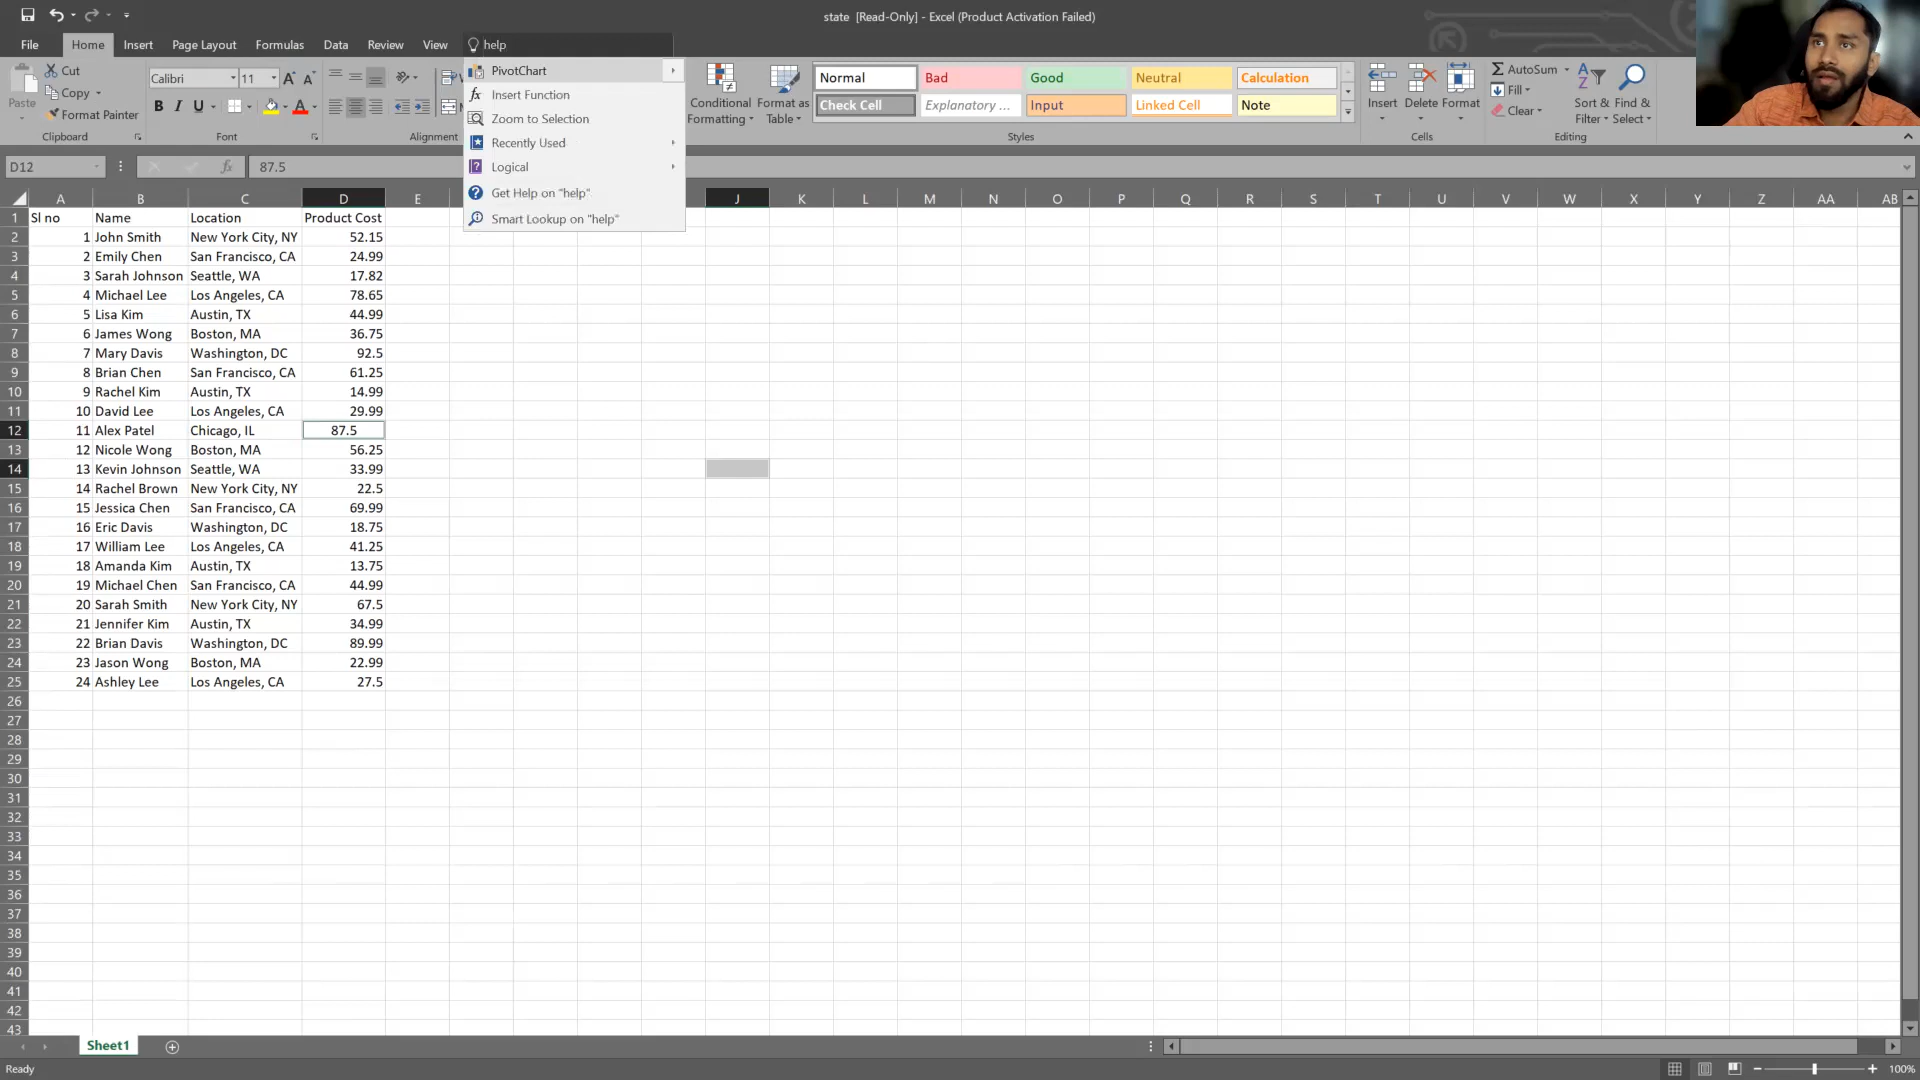 state [Read-Only] - Excel (Product Activation Failed)
File Home Insert Page Layout Formulas Data Review View help
Paste Cut Copy Format Painter
Calibri 11 A A B I U A
PivotChart
Insert Function
Zoom to Selection
Recently Used
Logical
Get Help on "help"
Smart Lookup on "help"
Conditional Formatting Format as Table
Normal Bad Good Neutral Calculation
Check Cell Explanatory ... Input Linked Cell Note
Insert Delete Format
AutoSum Fill Clear Sort & Filter Find & Select
Clipboard Font Alignment Styles Cells Editing
D12 fx 87.5
A B C D E J K L M N O P Q R S T U V W X Y Z AA AB
1 Sl no Name Location Product Cost
2 1 John Smith New York City, NY 52.15
3 2 Emily Chen San Francisco, CA 24.99
4 3 Sarah Johnson Seattle, WA 17.82
5 4 Michael Lee Los Angeles, CA 78.65
6 5 Lisa Kim Austin, TX 44.99
7 6 James Wong Boston, MA 36.75
8 7 Mary Davis Washington, DC 92.5
9 8 Brian Chen San Francisco, CA 61.25
10 9 Rachel Kim Austin, TX 14.99
11 10 David Lee Los Angeles, CA 29.99
12 11 Alex Patel Chicago, IL 87.5
13 12 Nicole Wong Boston, MA 56.25
14 13 Kevin Johnson Seattle, WA 33.99
15 14 Rachel Brown New York City, NY 22.5
16 15 Jessica Chen San Francisco, CA 69.99
17 16 Eric Davis Washington, DC 18.75
18 17 William Lee Los Angeles, CA 41.25
19 18 Amanda Kim Austin, TX 13.75
20 19 Michael Chen San Francisco, CA 44.99
21 20 Sarah Smith New York City, NY 67.5
22 21 Jennifer Kim Austin, TX 34.99
23 22 Brian Davis Washington, DC 89.99
24 23 Jason Wong Boston, MA 22.99
25 24 Ashley Lee Los Angeles, CA 27.5
26
27
28
29
30
31
32
33
34
35
36
37
38
39
40
41
42
43
Sheet1
Ready 100%